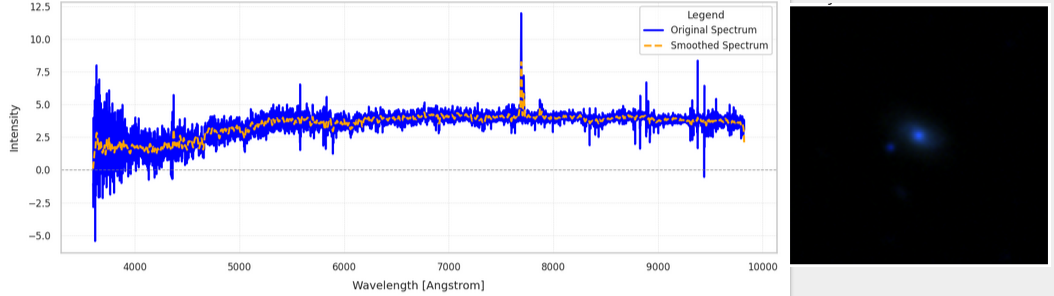 12.5
10.0
7.5
5.0
2.5
0.0
−2.5
−5.0
Intensity
4000 5000 6000 7000 8000 9000 10000
Wavelength [Angstrom]
Legend
Original Spectrum
Smoothed Spectrum